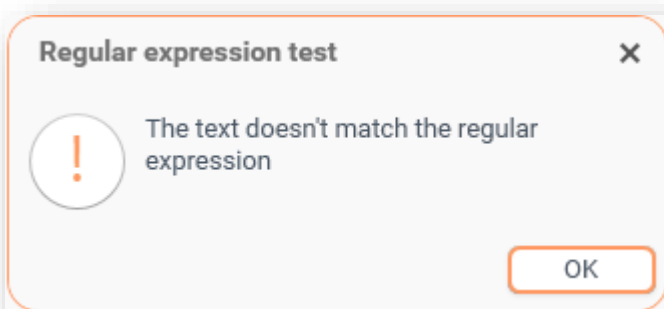 Regular expression test
The text doesn't match the regular
expression
OK